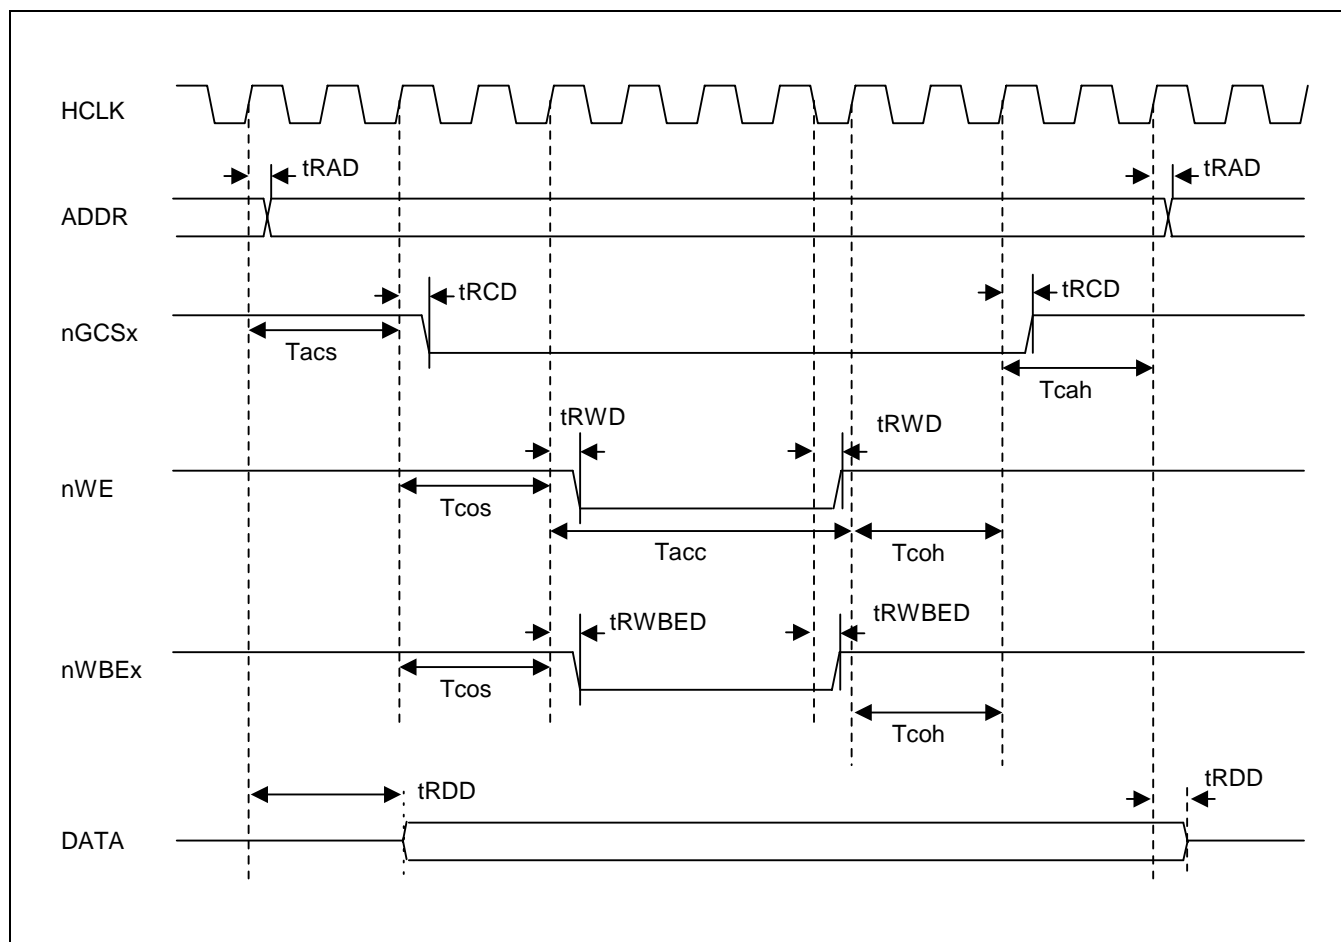 HCLK
tRAD
tRAD
ADDR
tRCD
tRCD
nGCSx
Tacs
Tcah
tRWD
tRWD
nWE
Tcos
Tacc
Tcoh
tRWBED
tRWBED
nWBEx
Tcos
Tcoh
tRDD
tRDD
DATA